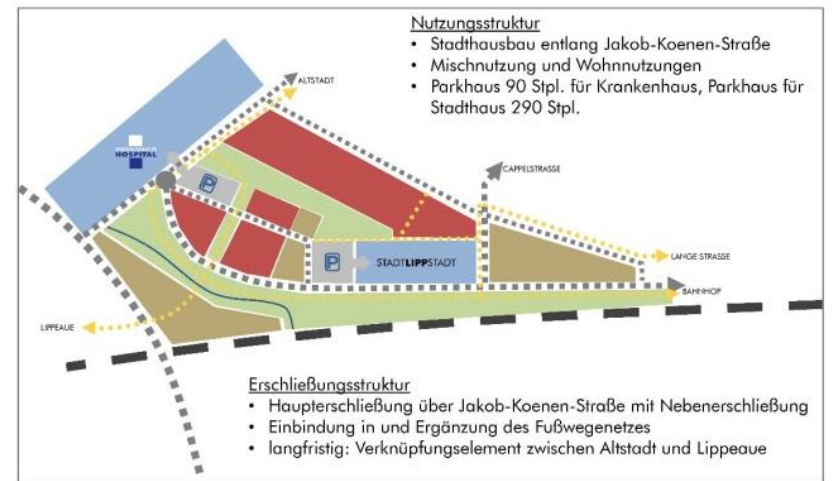 Nutzungsstruktur
• Stadthausbau entlang Jakob-Koenen-Straße
• Mischnutzung und Wohnnutzungen
• Parkhaus 90 Stpl. für Krankenhaus, Parkhaus für
Stadthaus 290 Stpl.
ALTSTADT
HOSPITAL
P
CAPPELSTRASSE
P
STADTLIPPSTADT
LANGE STRASSE
BAHNHOF
LIPPEAUE
Erschließungsstruktur
• Haupterschließung über Jakob-Koenen-Straße mit Nebenerschließung
• Einbindung in und Ergänzung des Fußwegenetzes
• langfristig: Verknüpfungselement zwischen Altstadt und Lippeaue